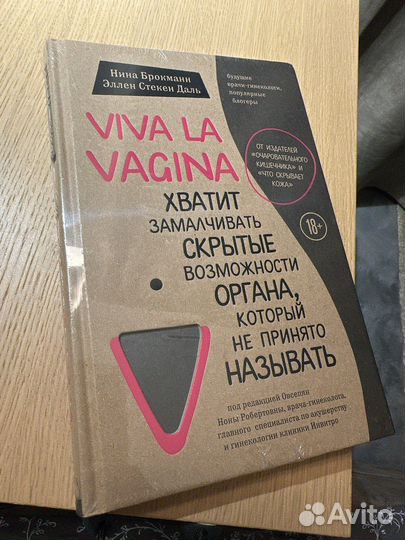 Нина Брокманн
Эллен Стекен Даль
будущие
врачи-гинекологи,
популярные
блогеры
VIVA LA
VAGINA
ОТ ИЗДАТЕЛЕЙ
«ОЧАРОВАТЕЛЬНОГО
КИШЕЧНИКА» И
«ЧТО СКРЫВАЕТ
КОЖА»
18+
ХВАТИТ
ЗАМАЛЧИВАТЬ
СКРЫТЫЕ
ВОЗМОЖНОСТИ
ОРГАНА,
КОТОРЫЙ
НЕ ПРИНЯТО
НАЗЫВАТЬ
под редакцией Овсепян
Ноны Робертовны, врача-гинеколога,
главного специалиста по акушерству
и гинекологии клиники Инвитро
Avito